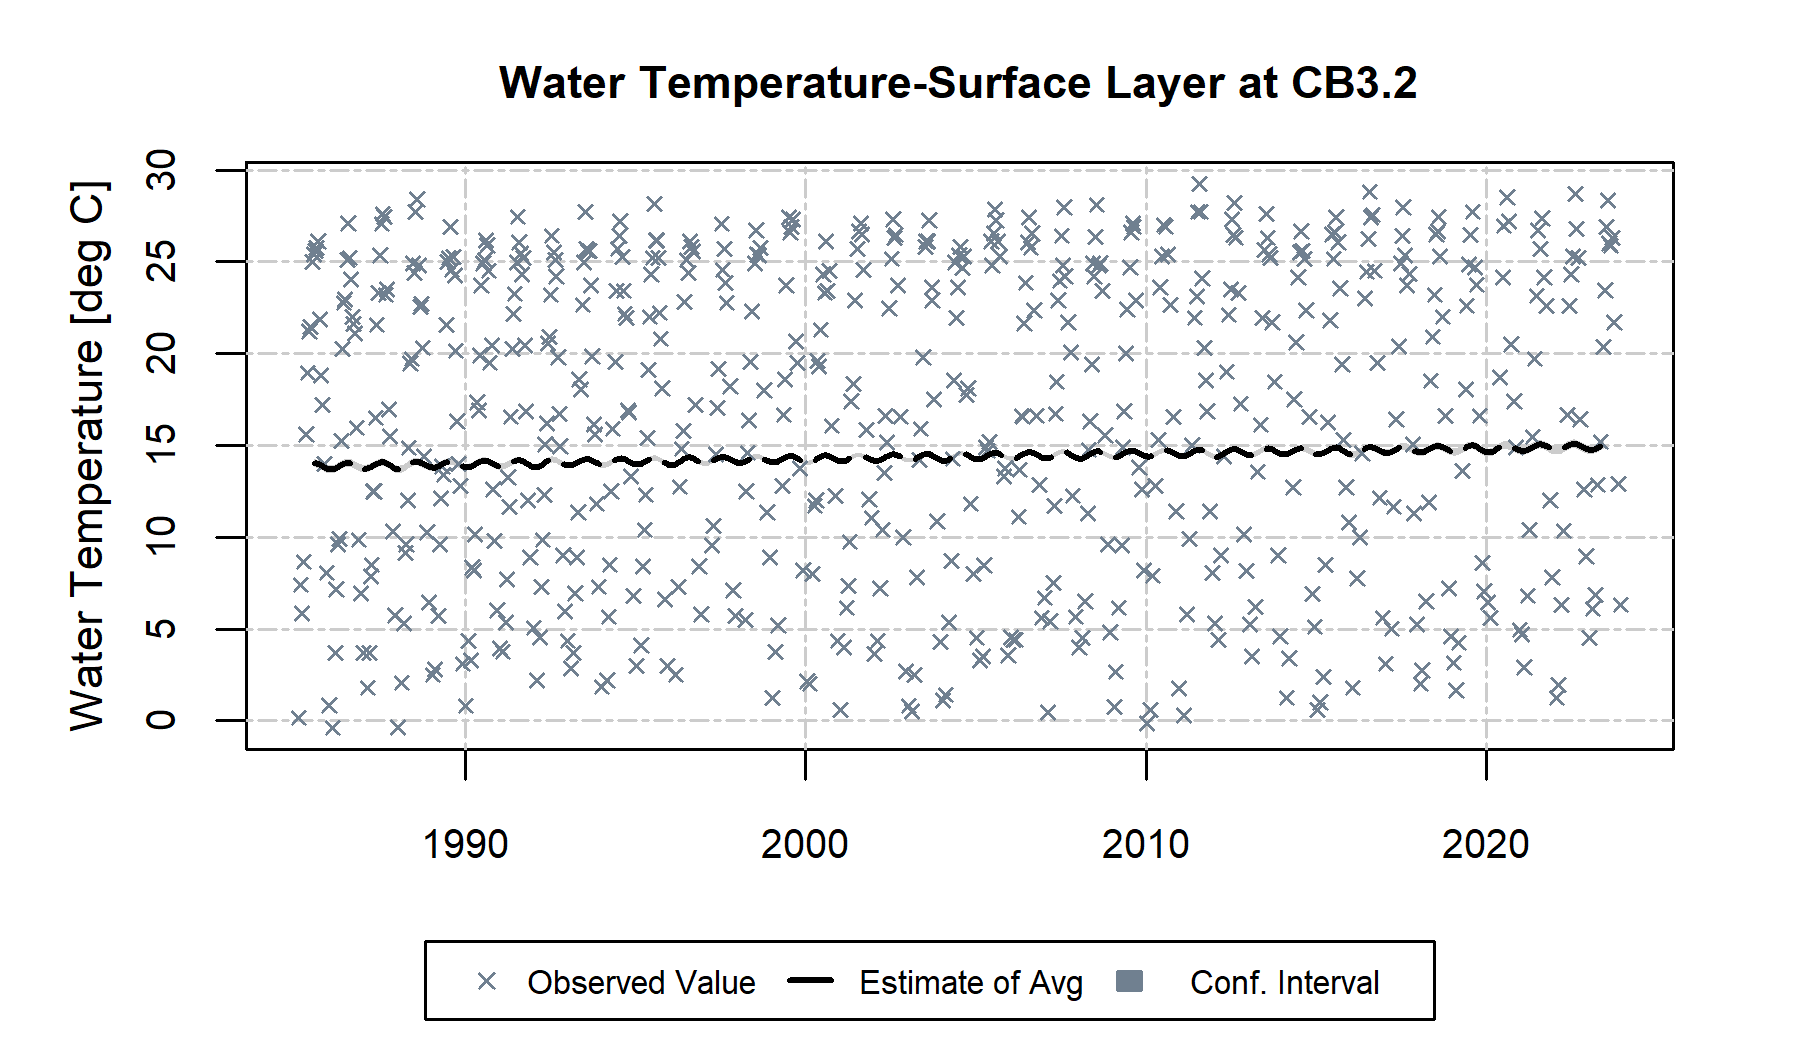 Water Temperature-Surface Layer at CB3.2
Water Temperature [deg C]
30
25
20
15
10
5
0
1990 2000 2010 2020
Observed Value Estimate of Avg Conf. Interval